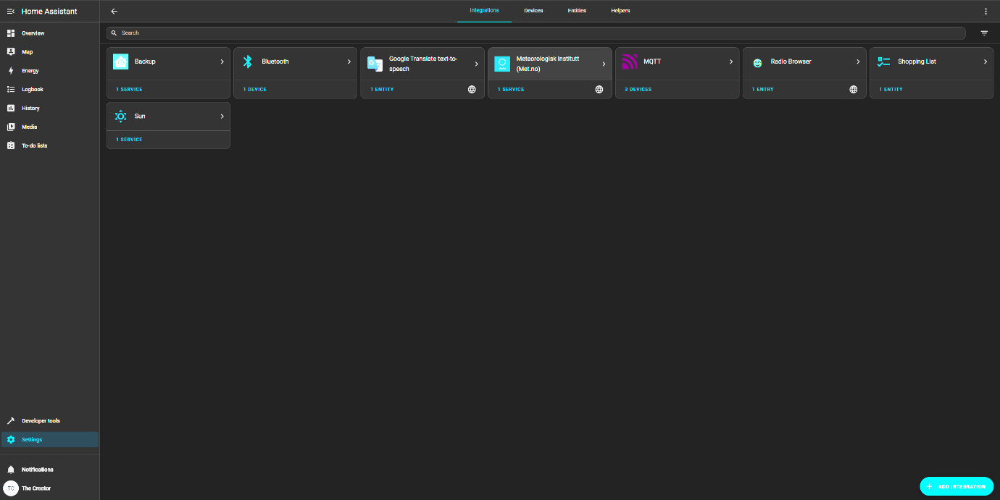 Home Assistant
Integrations
Devices
Entities
Helpers
Overview
Map
Energy
Logbook
History
Media
To-do lists
Developer tools
Settings
Notifications
TC
The Creator
Search
Backup
1 SERVICE
Bluetooth
1 DEVICE
Google Translate text-to-
speech
1 ENTITY
Meteorologisk institutt
(Met.no)
1 SERVICE
MQTT
3 DEVICES
Radio Browser
1 ENTRY
Shopping List
1 ENTITY
Sun
1 SERVICE
ADD INTEGRATION